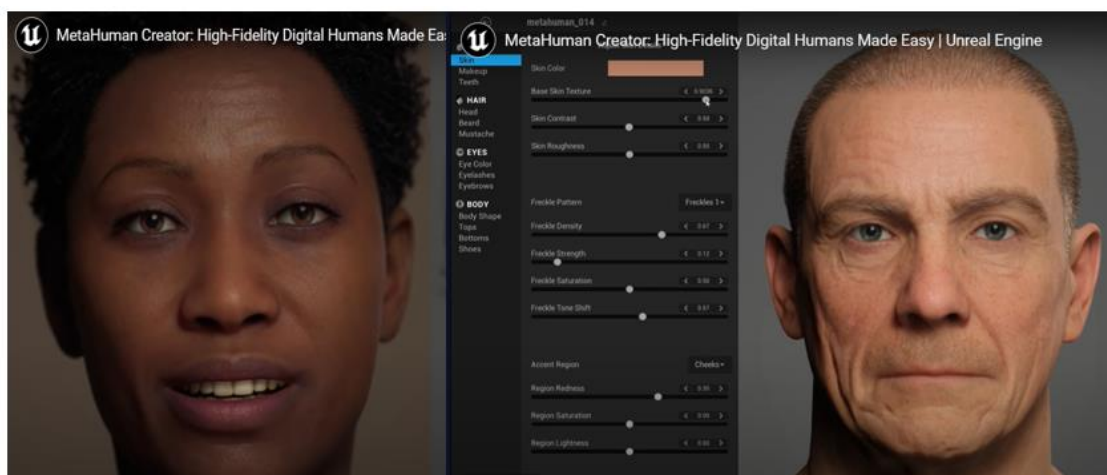 MetaHuman Creator: High-Fidelity Digital Humans Made Ea
metahuman_014
MetaHuman Creator: High-Fidelity Digital Humans Made Easy | Unreal Engine
Skin
Makeup
Teeth
HAIR
Head
Beard
Mustache
EYES
Eye Color
Eyelashes
Eyebrows
BODY
Body Shape
Tops
Bottoms
Shoes
Skin Color
Base Skin Texture
Skin Contrast
Skin Roughness
Freckle Pattern Freckles 1
Freckle Density
Freckle Strength 0.12
Freckle Saturation
Freckle Tone Shift
Accent Region Cheeks
Region Redness
Region Saturation
Region Lightness